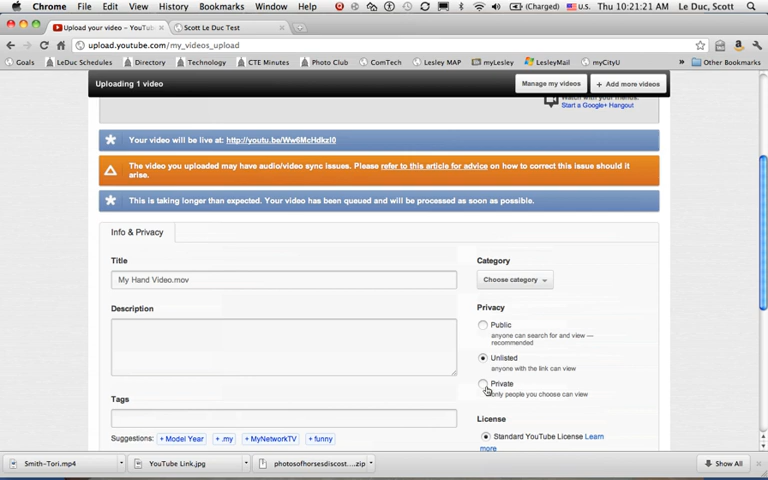 Chrome File Edit View History Bookmarks Window Help (Charged) U.S. Thu 10:21:21 AM Le Duc, Scott
Upload your video – YouTu Scott Le Duc Test
upload.youtube.com/my_videos_upload
Goals LeDuc Schedules Directory Technology CTE Minutes Photo Club ComTech Lesley MAP myLesley LesleyMail myCityU Other Bookmarks
Uploading 1 video Manage my videos + Add more videos
Start a Google+ Hangout
Your video will be live at: http://youtu.be/Ww6McHdkzI0
The video you uploaded may have audio/video sync issues. Please refer to this article for advice on how to correct this issue should it
arise.
This is taking longer than expected. Your video has been queued and will be processed as soon as possible.
Info & Privacy
Title Category
My Hand Video.mov Choose category
Description Privacy
Public
anyone can search for and view —
recommended
Unlisted
anyone with the link can view
Private
only people you choose can view
Tags
License
Standard YouTube License Learn
more
Suggestions: + Model Year + .my + MyNetworkTV + funny
Smith-Tori.mp4 YouTube Link.jpg photosofhorsesdiscost....zip Show All